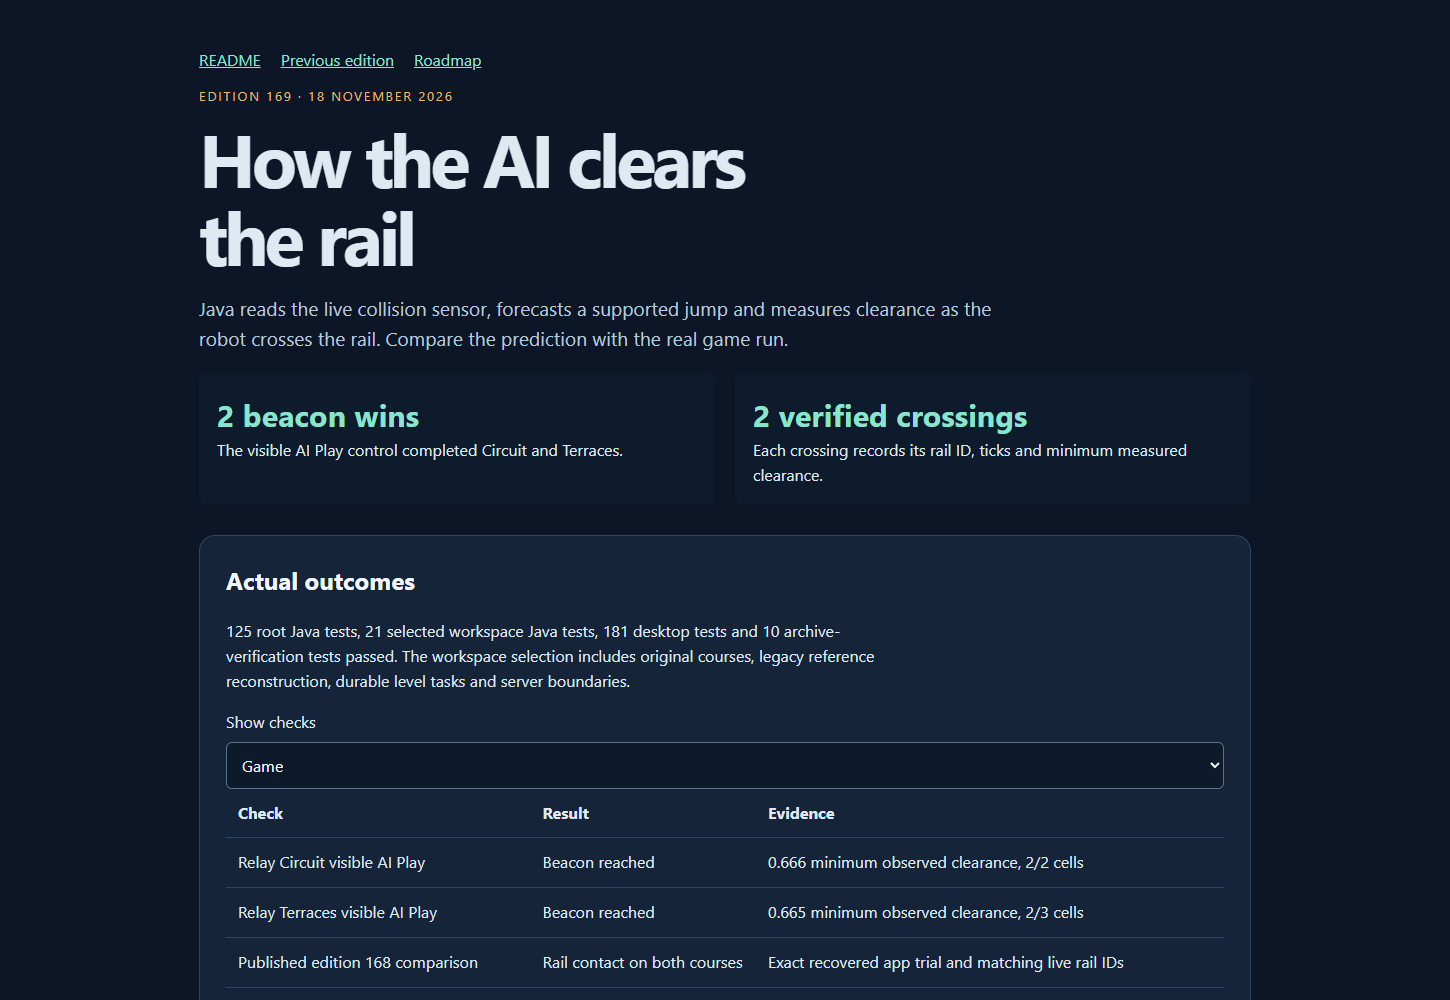 README Previous edition Roadmap
EDITION 169 · 18 NOVEMBER 2026
How the AI clears
the rail
Java reads the live collision sensor, forecasts a supported jump and measures clearance as the
robot crosses the rail. Compare the prediction with the real game run.
2 beacon wins
The visible AI Play control completed Circuit and Terraces.
2 verified crossings
Each crossing records its rail ID, ticks and minimum measured
clearance.
Actual outcomes
125 root Java tests, 21 selected workspace Java tests, 181 desktop tests and 10 archive-
verification tests passed. The workspace selection includes original courses, legacy reference
reconstruction, durable level tasks and server boundaries.
Show checks
Game
Check Result Evidence
Relay Circuit visible AI Play Beacon reached 0.666 minimum observed clearance, 2/2 cells
Relay Terraces visible AI Play Beacon reached 0.665 minimum observed clearance, 2/3 cells
Published edition 168 comparison Rail contact on both courses Exact recovered app trial and matching live rail IDs